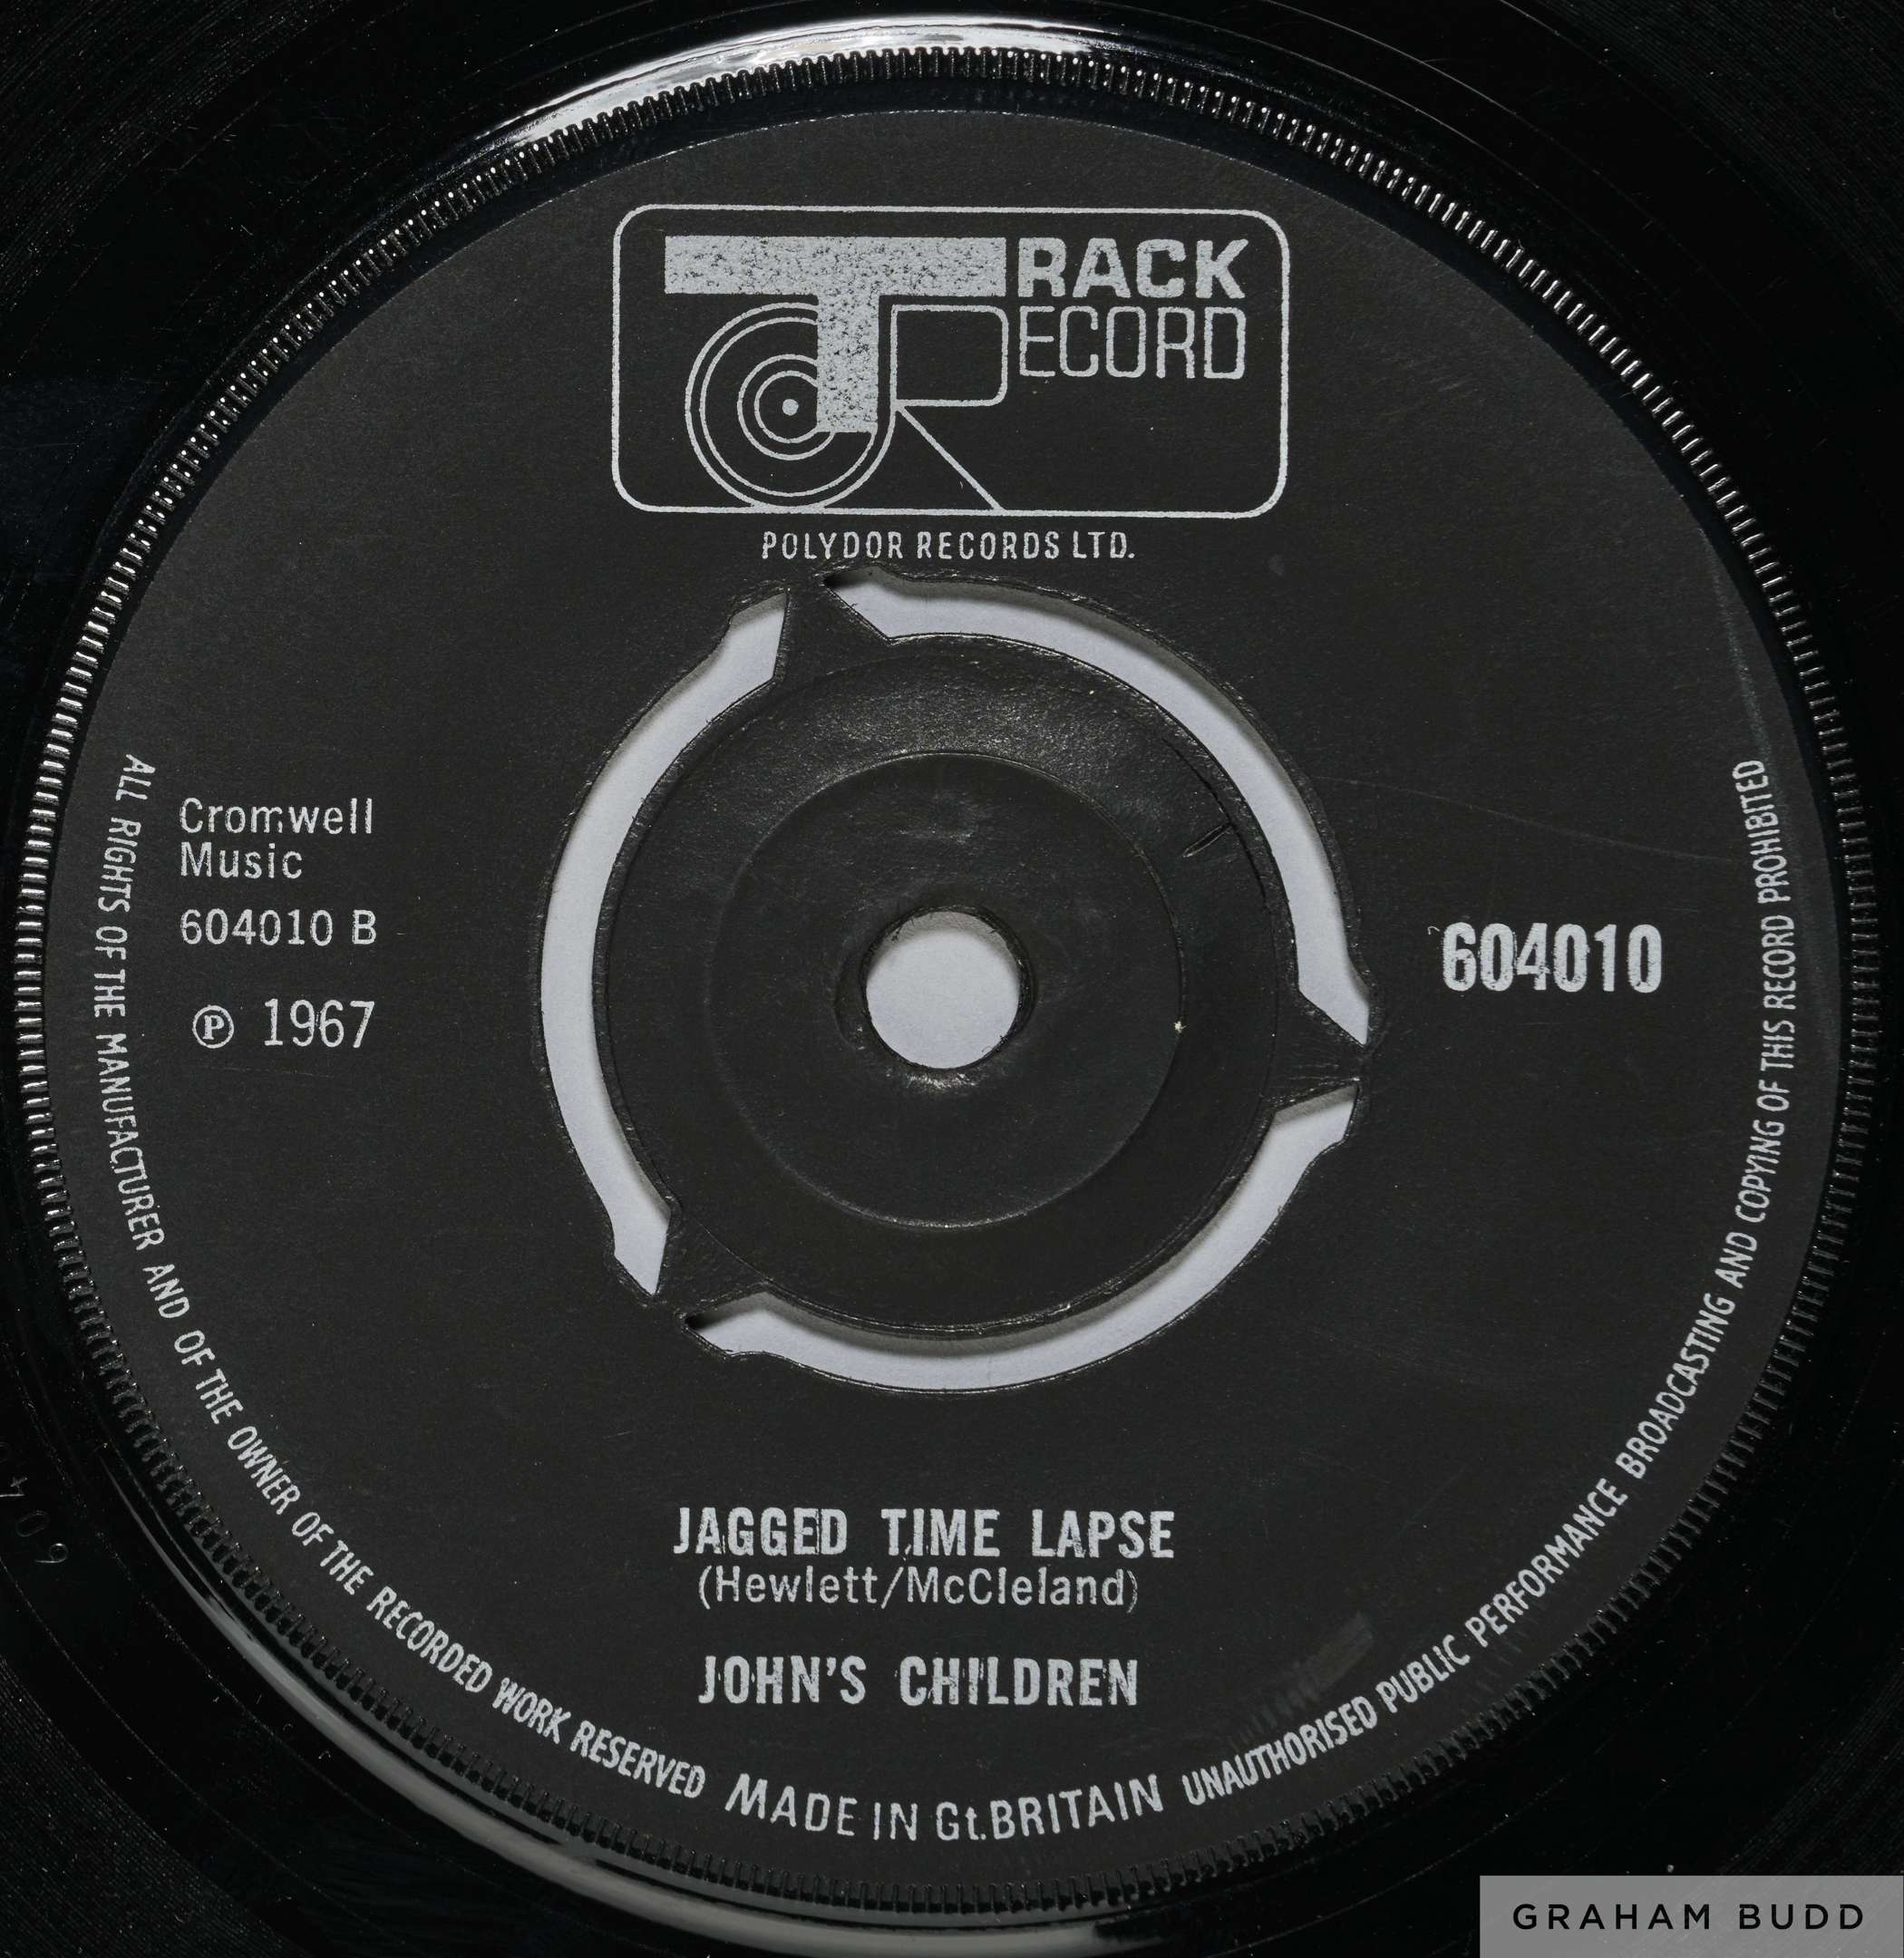 TRACK
RECORD
POLYDOR RECORDS LTD.
Cromwell
Music
604010 B
℗ 1967
604010
JAGGED TIME LAPSE
(Hewlett/McCleland)
JOHN'S CHILDREN
ALL RIGHTS OF THE MANUFACTURER AND OF THE OWNER OF THE RECORDED WORK RESERVED MADE IN Gt.BRITAIN UNAUTHORISED PUBLIC PERFORMANCE BROADCASTING AND COPYING OF THIS RECORD PROHIBITED
GRAHAM BUDD